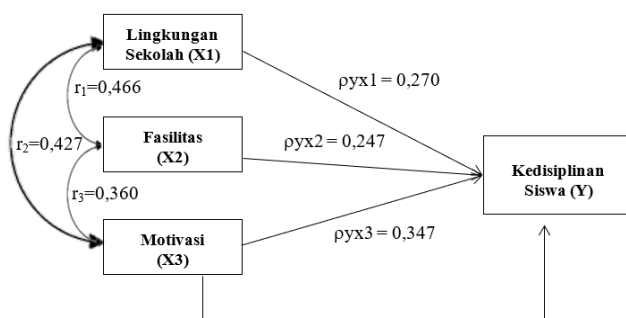 Lingkungan
Sekolah (X1)
r₁=0,466
ρyx1 = 0,270
Fasilitas
(X2)
r₂=0,427
ρyx2 = 0,247
Kedisiplinan
Siswa (Y)
r₃=0,360
Motivasi
(X3)
ρyx3 = 0,347